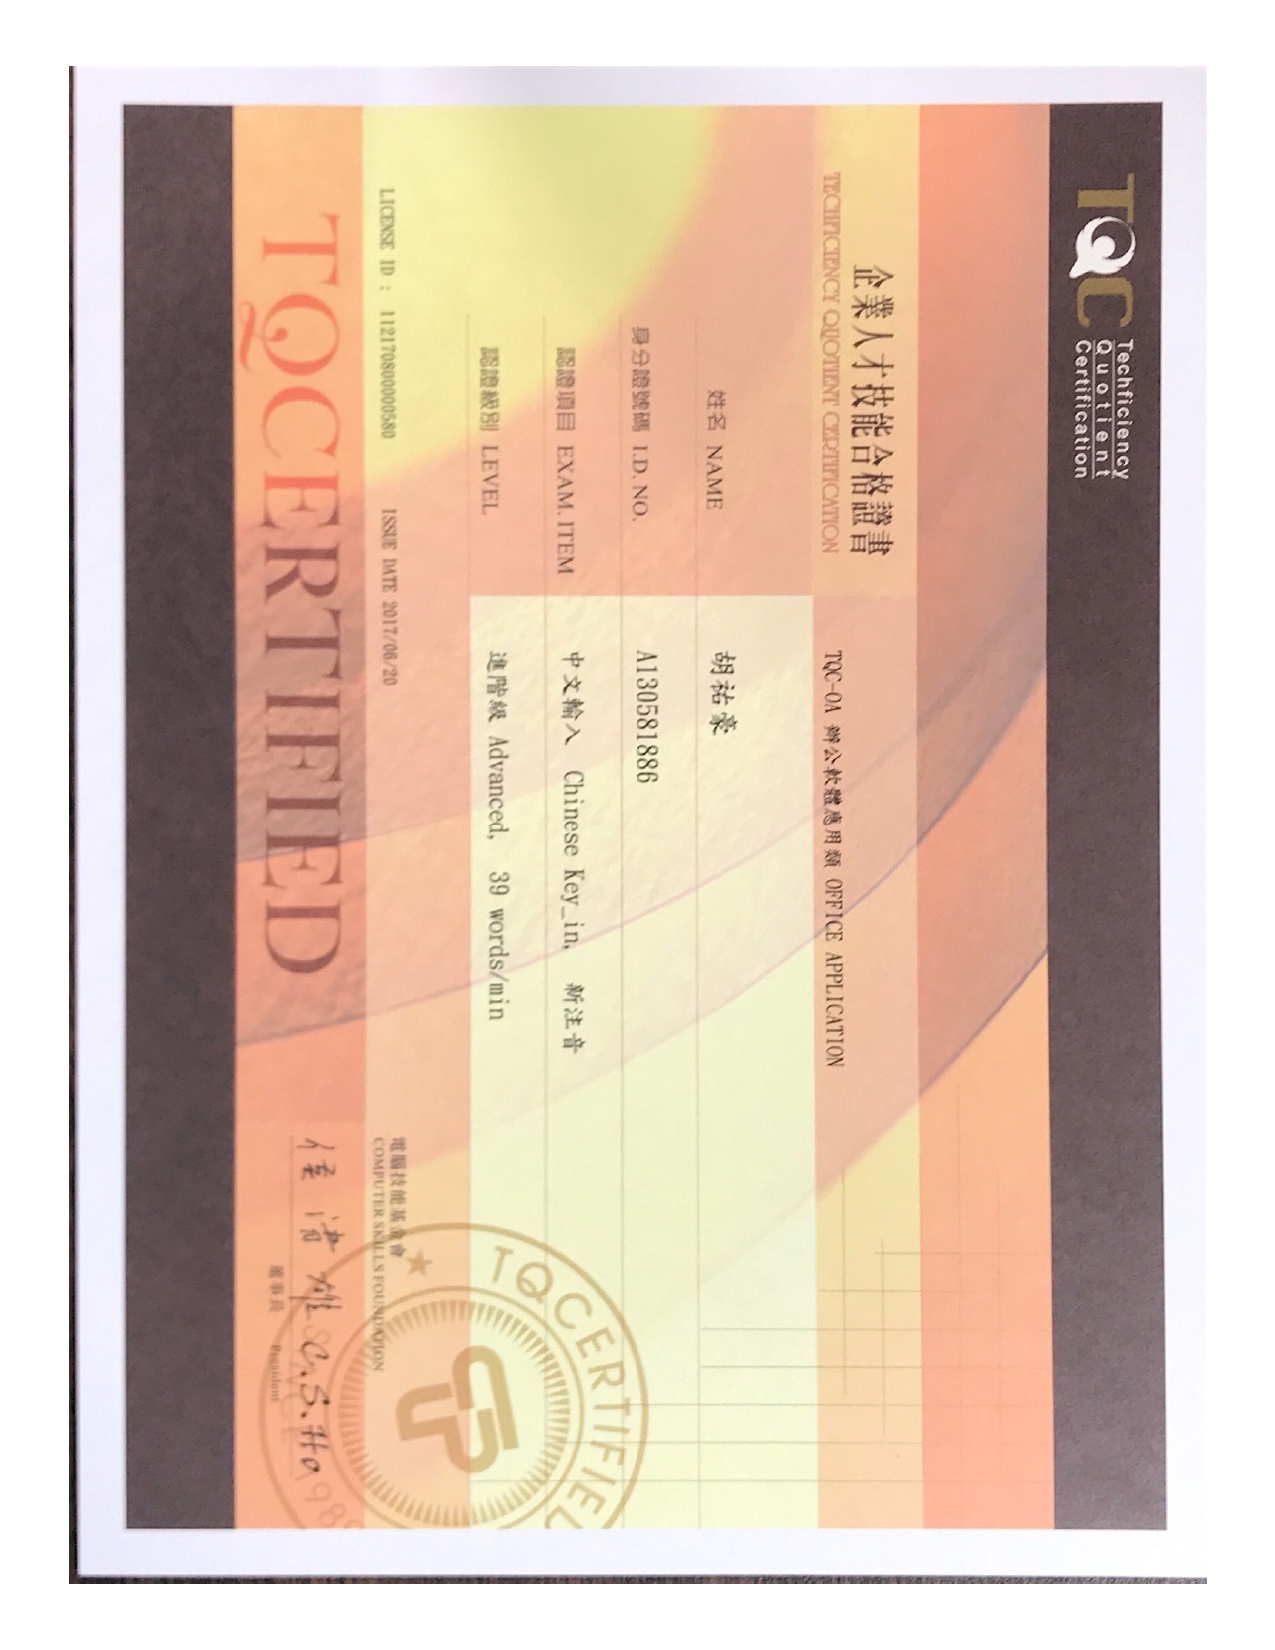 TQC Techficiency
Quotient
Certification
企業人才技能合格證書
TECHFICIENCY QUOTIENT CERTIFICATION
TQC-OA 辦公軟體應用類 OFFICE APPLICATION
姓名 NAME 胡祐豪
身分證號碼 I.D. NO. A130581886
認證項目 EXAM. ITEM 中文輸入 Chinese Key_in, 新注音
認證級別 LEVEL 進階級 Advanced, 39 words/min
LICENSE ID : 112170800000580 ISSUE DATE 2017/06/20
電腦技能基金會
COMPUTER SKILLS FOUNDATION
TQCERTIFIED
侯清雄 C.S.Ho
董事長 President
TQCERTIFIED
SINCE 1989